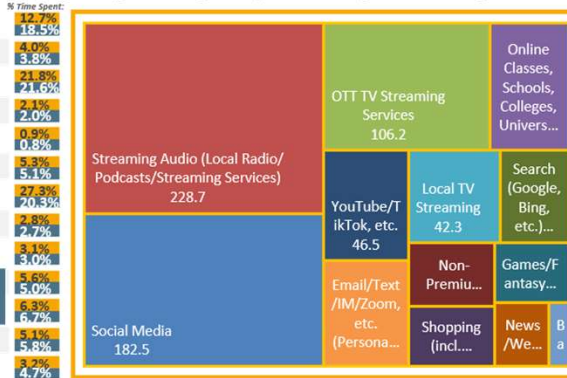 % Time Spent:
12.7%
18.5%
4.0%
3.8%
21.8%
21.6%
2.1%
2.0%
0.9%
0.8%
5.3%
5.1%
27.3%
20.3%
2.8%
2.7%
3.1%
3.0%
5.6%
5.0%
6.3%
6.7%
5.1%
5.8%
3.2%
4.7%
Streaming Audio (Local Radio/
Podcasts/Streaming Services)
228.7
Social Media
182.5
OTT TV Streaming
Services
106.2
Online
Classes,
Schools,
Colleges,
Univers...
YouTube/T
ikTok, etc.
46.5
Local TV
Streaming
42.3
Search
(Google,
Bing,
etc.)...
Email/Text
/IM/Zoom,
etc.
(Persona...
Non-
Premiu...
Games/F
antasy...
Shopping
(incl....
News
/We...
B
a